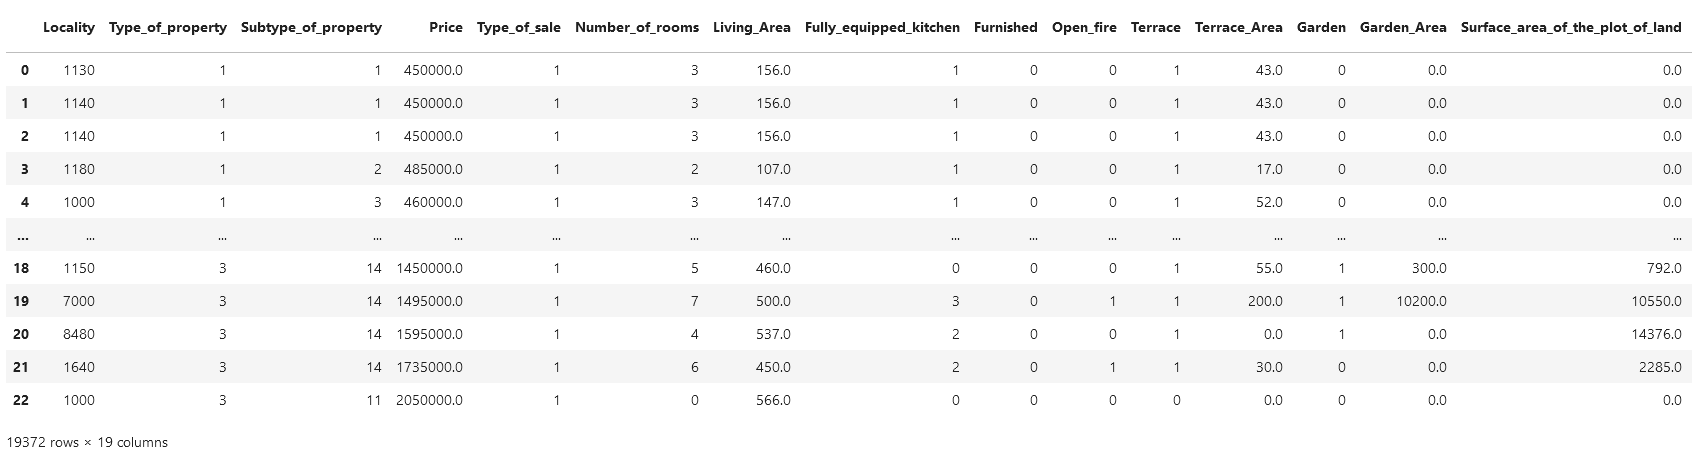 Locality Type_of_property Subtype_of_property Price Type_of_sale Number_of_rooms Living_Area Fully_equipped_kitchen Furnished Open_fire Terrace Terrace_Area Garden Garden_Area Surface_area_of_the_plot_of_land
0 1130 1 1 450000.0 1 3 156.0 1 0 0 1 43.0 0 0.0 0.0
1 1140 1 1 450000.0 1 3 156.0 1 0 0 1 43.0 0 0.0 0.0
2 1140 1 1 450000.0 1 3 156.0 1 0 0 1 43.0 0 0.0 0.0
3 1180 1 2 485000.0 1 2 107.0 1 0 0 1 17.0 0 0.0 0.0
4 1000 1 3 460000.0 1 3 147.0 1 0 0 1 52.0 0 0.0 0.0
... ... ... ... ... ... ... ... ... ... ... ... ... ... ... ...
18 1150 3 14 1450000.0 1 5 460.0 0 0 0 1 55.0 1 300.0 792.0
19 7000 3 14 1495000.0 1 7 500.0 3 0 1 1 200.0 1 10200.0 10550.0
20 8480 3 14 1595000.0 1 4 537.0 2 0 0 1 0.0 1 0.0 14376.0
21 1640 3 14 1735000.0 1 6 450.0 2 0 1 1 30.0 0 0.0 2285.0
22 1000 3 11 2050000.0 1 0 566.0 0 0 0 0 0.0 0 0.0 0.0
19372 rows × 19 columns